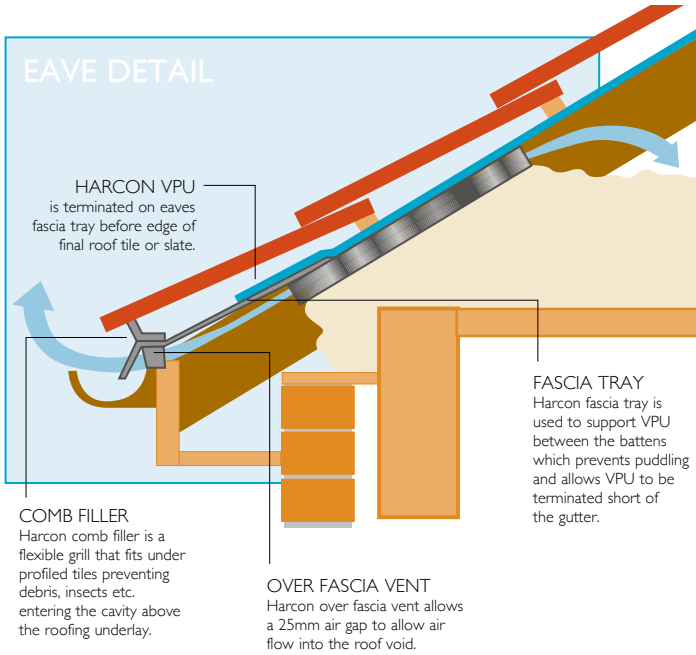 EAVE DETAIL
HARCON VPU
is terminated on eaves
fascia tray before edge of
final roof tile or slate.
FASCIA TRAY
Harcon fascia tray is
used to support VPU
between the battens
which prevents puddling
and allows VPU to be
terminated short of
the gutter.
COMB FILLER
Harcon comb filler is a
flexible grill that fits under
profiled tiles preventing
debris, insects etc.
entering the cavity above
the roofing underlay.
OVER FASCIA VENT
Harcon over fascia vent allows
a 25mm air gap to allow air
flow into the roof void.